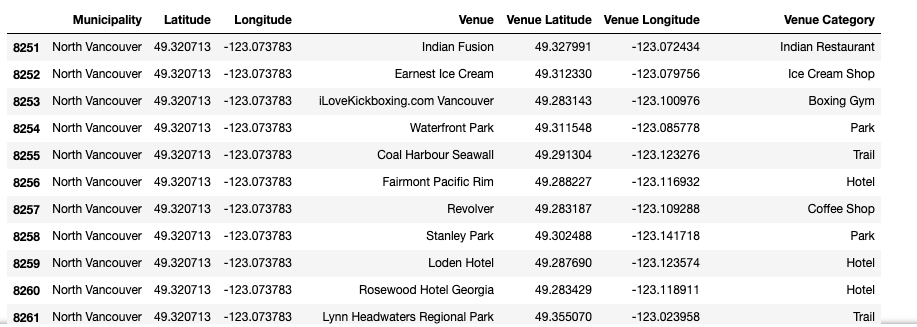 Municipality Latitude Longitude Venue Venue Latitude Venue Longitude Venue Category
8251 North Vancouver 49.320713 -123.073783 Indian Fusion 49.327991 -123.072434 Indian Restaurant
8252 North Vancouver 49.320713 -123.073783 Earnest Ice Cream 49.312330 -123.079756 Ice Cream Shop
8253 North Vancouver 49.320713 -123.073783 iLoveKickboxing.com Vancouver 49.283143 -123.100976 Boxing Gym
8254 North Vancouver 49.320713 -123.073783 Waterfront Park 49.311548 -123.085778 Park
8255 North Vancouver 49.320713 -123.073783 Coal Harbour Seawall 49.291304 -123.123276 Trail
8256 North Vancouver 49.320713 -123.073783 Fairmont Pacific Rim 49.288227 -123.116932 Hotel
8257 North Vancouver 49.320713 -123.073783 Revolver 49.283187 -123.109288 Coffee Shop
8258 North Vancouver 49.320713 -123.073783 Stanley Park 49.302488 -123.141718 Park
8259 North Vancouver 49.320713 -123.073783 Loden Hotel 49.287690 -123.123574 Hotel
8260 North Vancouver 49.320713 -123.073783 Rosewood Hotel Georgia 49.283429 -123.118911 Hotel
8261 North Vancouver 49.320713 -123.073783 Lynn Headwaters Regional Park 49.355070 -123.023958 Trail